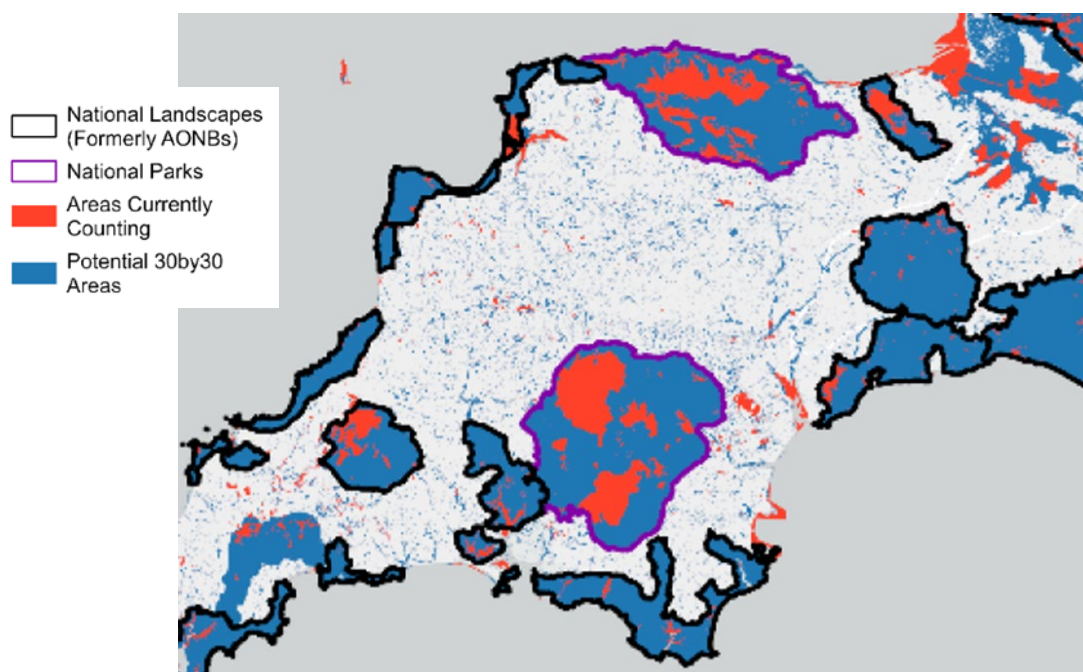 National Landscapes
(Formerly AONBs)
National Parks
Areas Currently
Counting
Potential 30by30
Areas